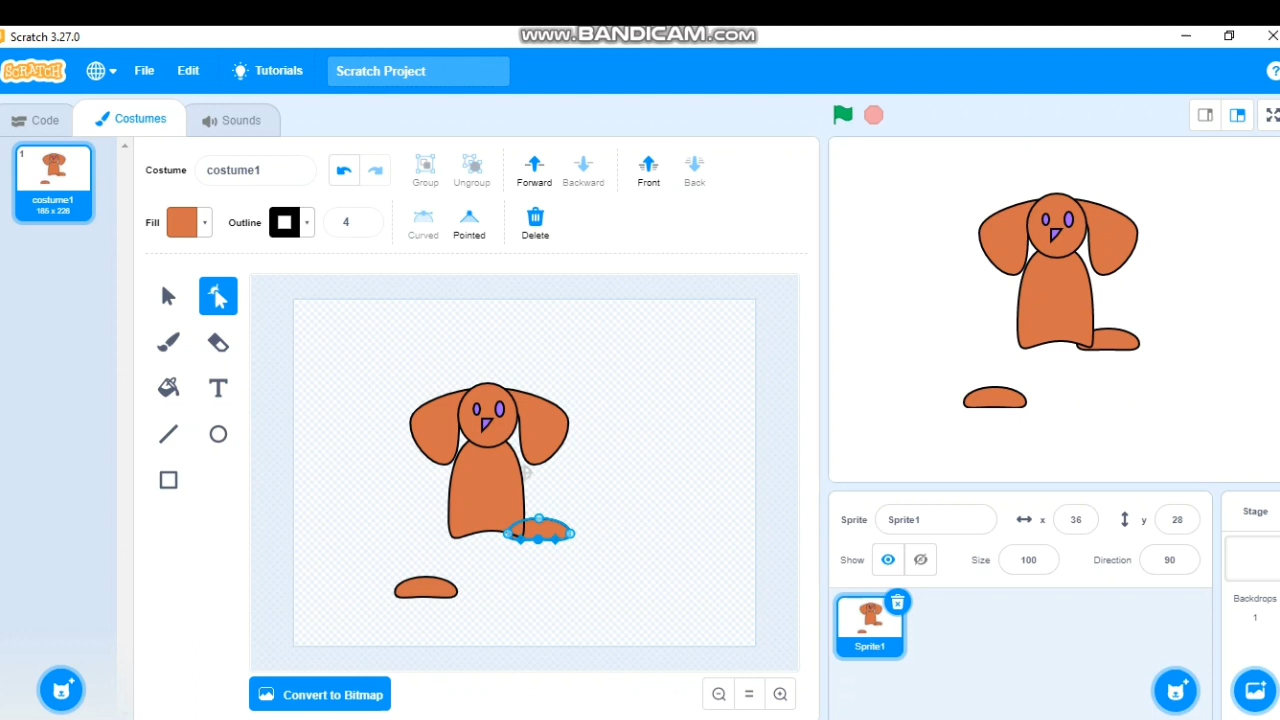 Scratch 3.27.0
www.BANDICAM.com
SCRATCH
File
Edit
Tutorials
Scratch Project
?
Code
Costumes
Sounds
1
costume1
185 x 226
Costume
costume1
Group
Ungroup
Forward
Backward
Front
Back
Fill
Outline
4
Curved
Pointed
Delete
T
Convert to Bitmap
Sprite
Sprite1
x
36
y
28
Show
Size
100
Direction
90
Sprite1
Stage
Backdrops
1